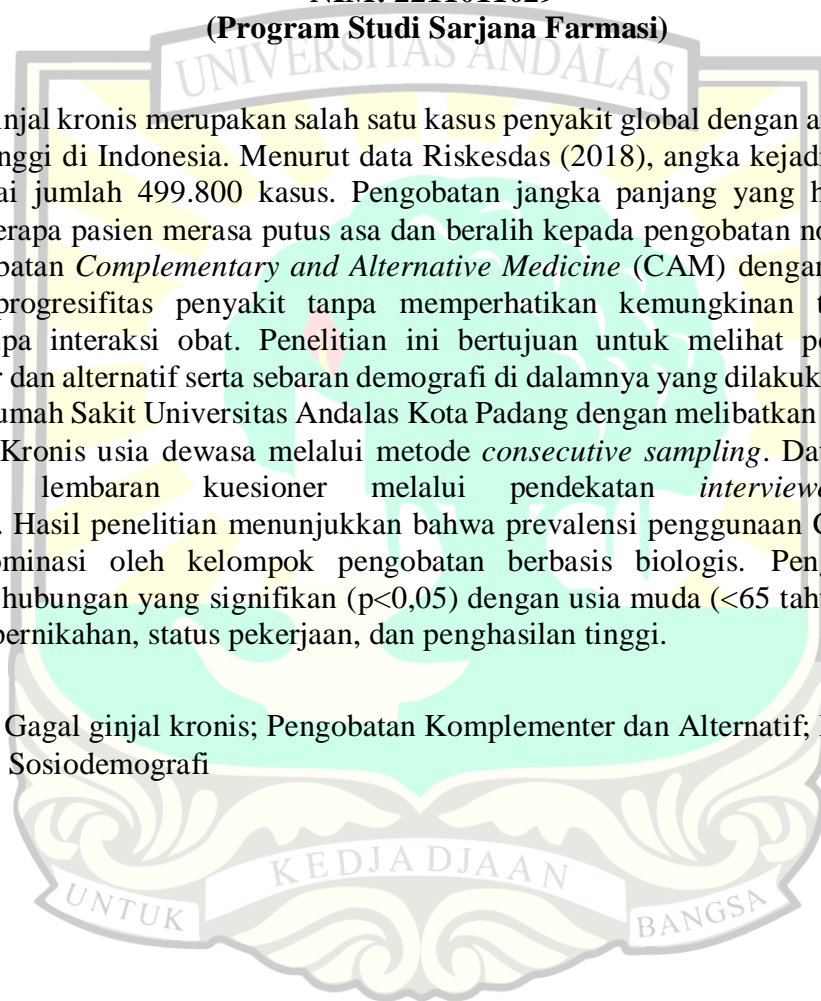 NIM. 2211011029
(Program Studi Sarjana Farmasi)
UNIVERSITAS ANDALAS
injal kronis merupakan salah satu kasus penyakit global dengan a
nggi di Indonesia. Menurut data Riskesdas (2018), angka kejadi
ai jumlah 499.800 kasus. Pengobatan jangka panjang yang h
erapa pasien merasa putus asa dan beralih kepada pengobatan no
batan Complementary and Alternative Medicine (CAM) dengan
progresifitas penyakit tanpa memperhatikan kemungkinan t
pa interaksi obat. Penelitian ini bertujuan untuk melihat p
r dan alternatif serta sebaran demografi di dalamnya yang dilakuk
umah Sakit Universitas Andalas Kota Padang dengan melibatkan
Kronis usia dewasa melalui metode consecutive sampling. Da
lembaran kuesioner melalui pendekatan interviewe
. Hasil penelitian menunjukkan bahwa prevalensi penggunaan C
ominasi oleh kelompok pengobatan berbasis biologis. Peng
hubungan yang signifikan (p<0,05) dengan usia muda (<65 tah
pernikahan, status pekerjaan, dan penghasilan tinggi.
Gagal ginjal kronis; Pengobatan Komplementer dan Alternatif;
Sosiodemografi
KEDJADJAAN
UNTUK
BANGSA